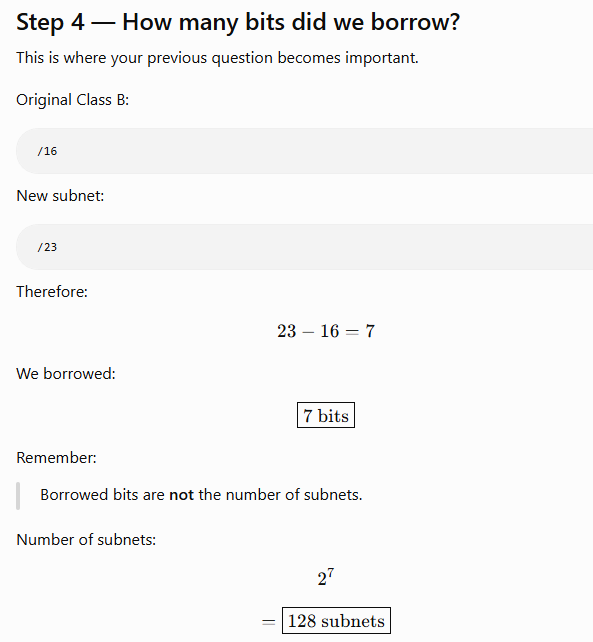 Step 4 — How many bits did we borrow?
This is where your previous question becomes important.
Original Class B:
/16
New subnet:
/23
Therefore:
23 − 16 = 7
We borrowed:
7 bits
Remember:
Borrowed bits are not the number of subnets.
Number of subnets:
2⁷
= 128 subnets